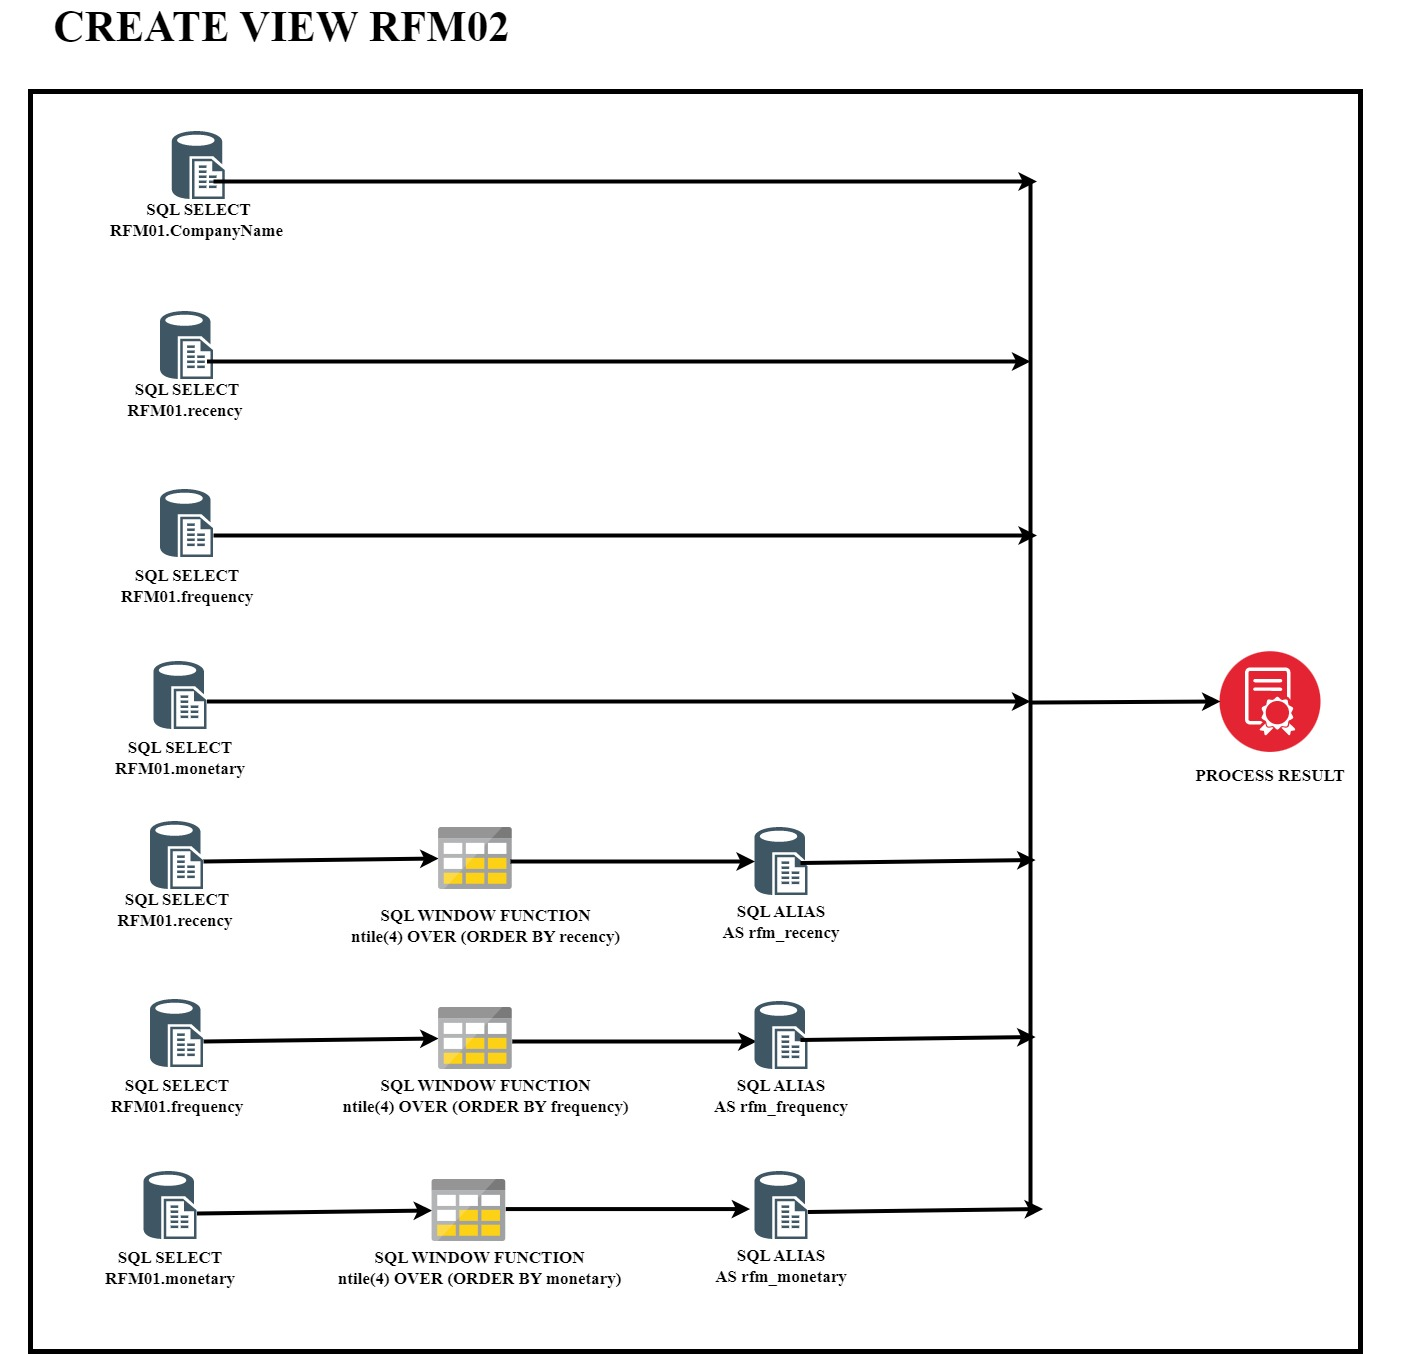 CREATE VIEW RFM02
SQL SELECT
RFM01.CompanyName
SQL SELECT
RFM01.recency
SQL SELECT
RFM01.frequency
SQL SELECT
RFM01.monetary
PROCESS RESULT
SQL SELECT
RFM01.recency
SQL WINDOW FUNCTION
ntile(4) OVER (ORDER BY recency)
SQL ALIAS
AS rfm_recency
SQL SELECT
RFM01.frequency
SQL WINDOW FUNCTION
ntile(4) OVER (ORDER BY frequency)
SQL ALIAS
AS rfm_frequency
SQL SELECT
RFM01.monetary
SQL WINDOW FUNCTION
ntile(4) OVER (ORDER BY monetary)
SQL ALIAS
AS rfm_monetary